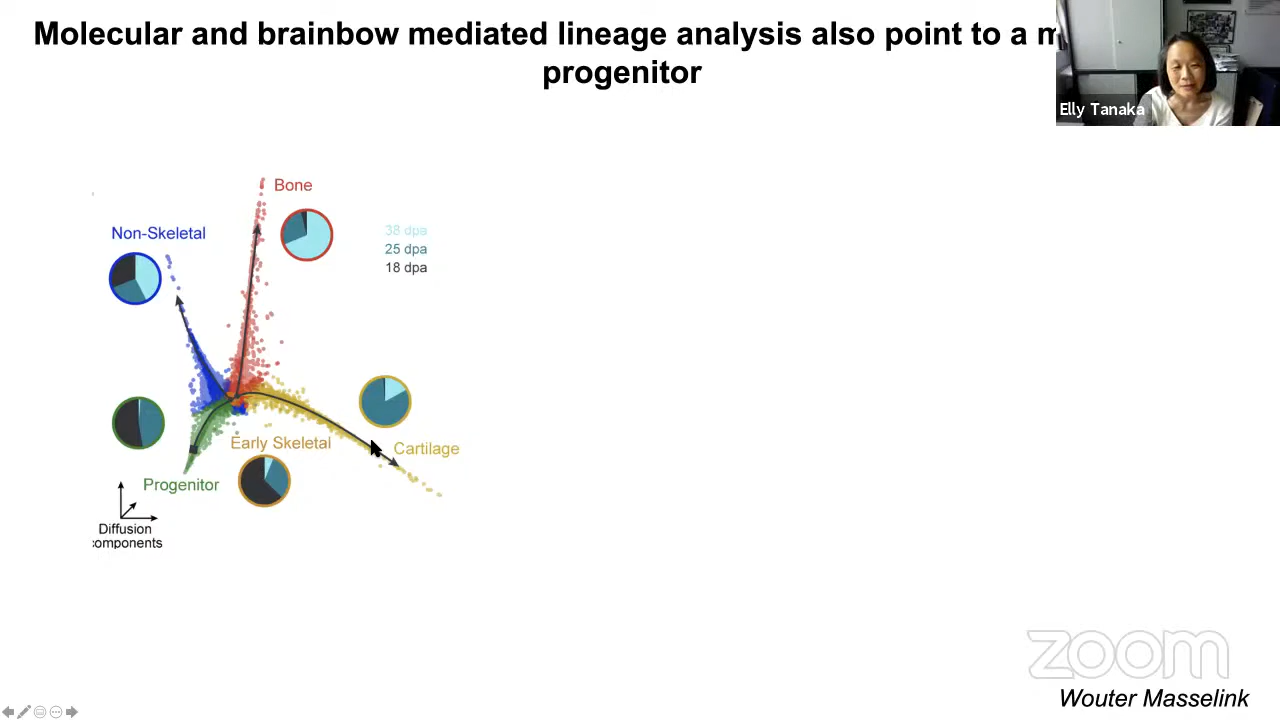 Molecular and brainbow mediated lineage analysis also point to a
progenitor
Elly Tanaka
Bone
Non-Skeletal
38 dpa
25 dpa
18 dpa
Early Skeletal
Cartilage
Progenitor
Diffusion
components
zoom
Wouter Masselink